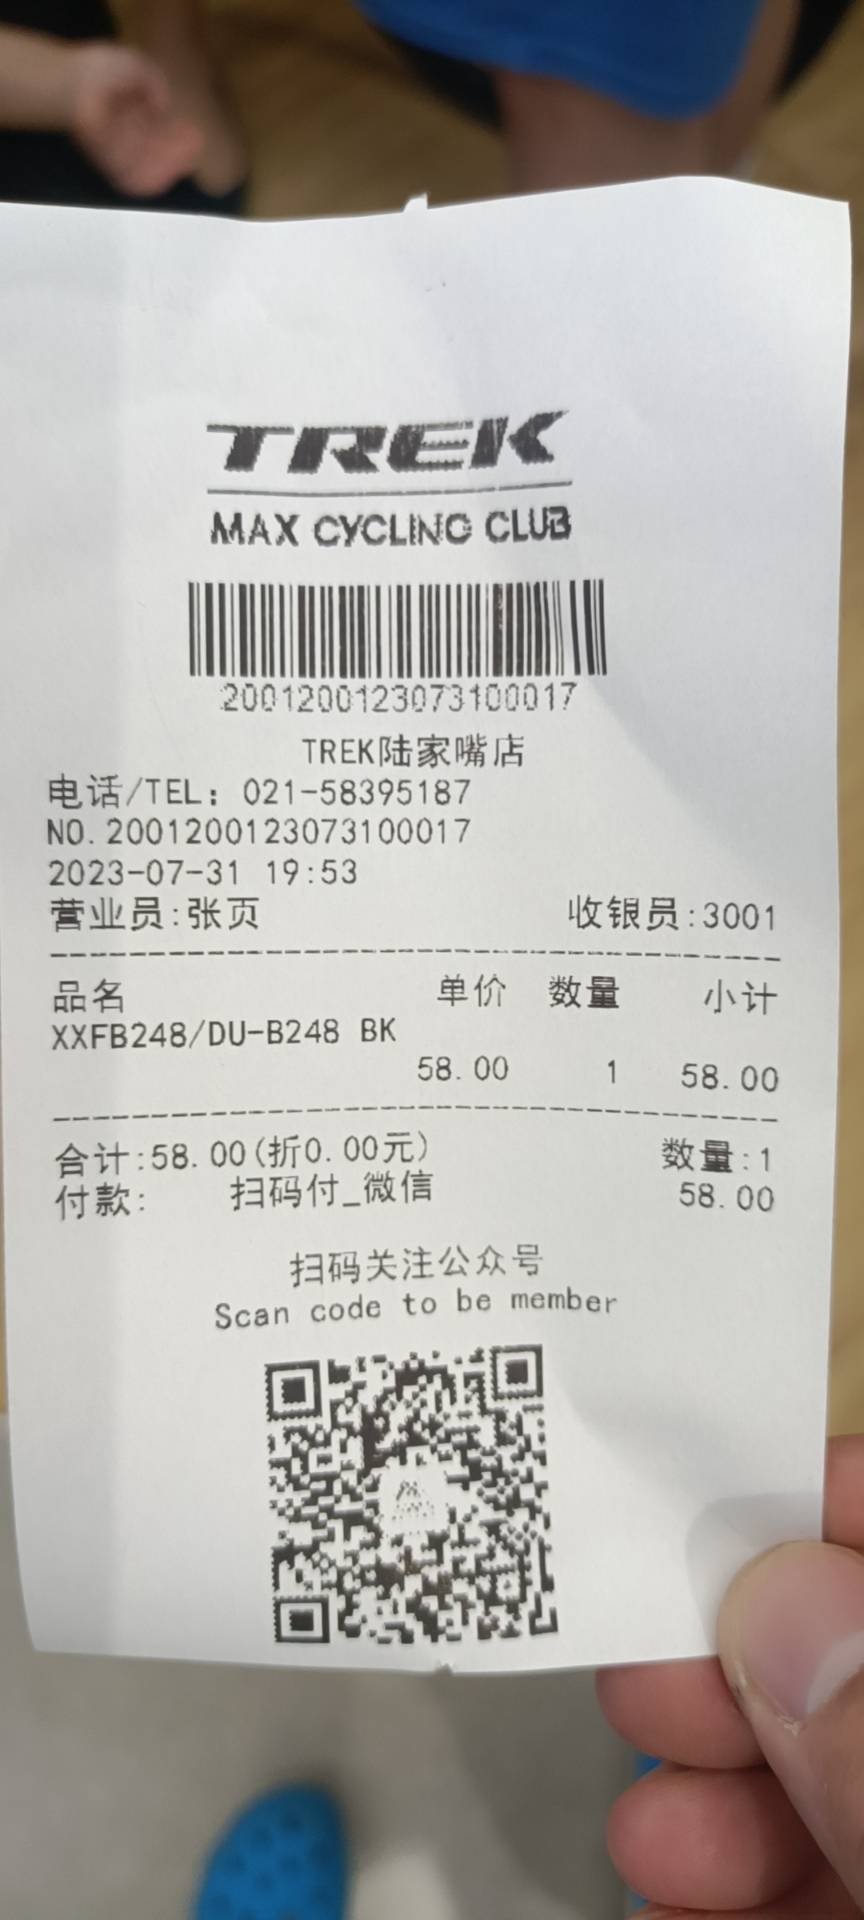 TREK
MAX CYCLING CLUB
2001200123073100017
TREK陆家嘴店
电话/TEL: 021-58395187
NO.2001200123073100017
2023-07-31 19:53
营业员:张页 收银员:3001
品名 单价 数量 小计
XXFB248/DU-B248 BK
58.00 1 58.00
合计:58.00(折0.00元) 数量:1
付款: 扫码付_微信 58.00
扫码关注公众号
Scan code to be member